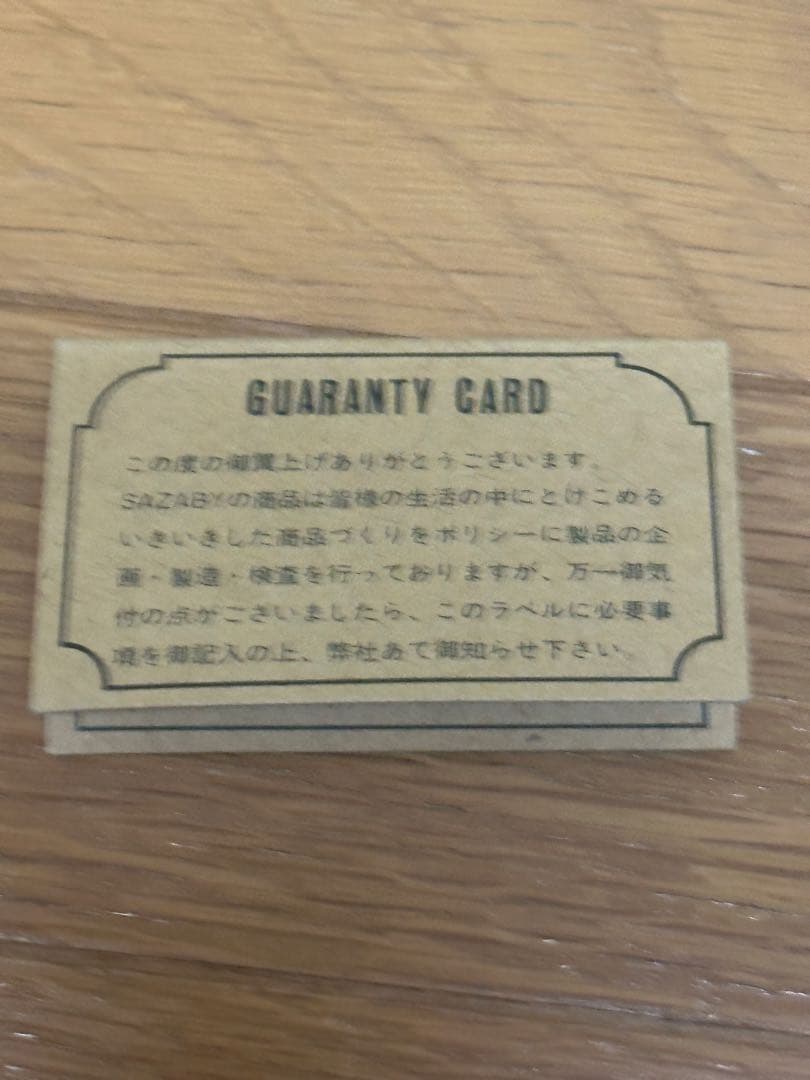 GUARANTY CARD
この度の御買上げありがとうございます。
SAZABYの商品は皆様の生活の中にとけこめる
いきいきした商品づくりをポリシーに製品の企
画・製造・検査を行っておりますが、万一御気
付の点がございましたら、このラベルに必要事
項を御記入の上、弊社あて御知らせ下さい。